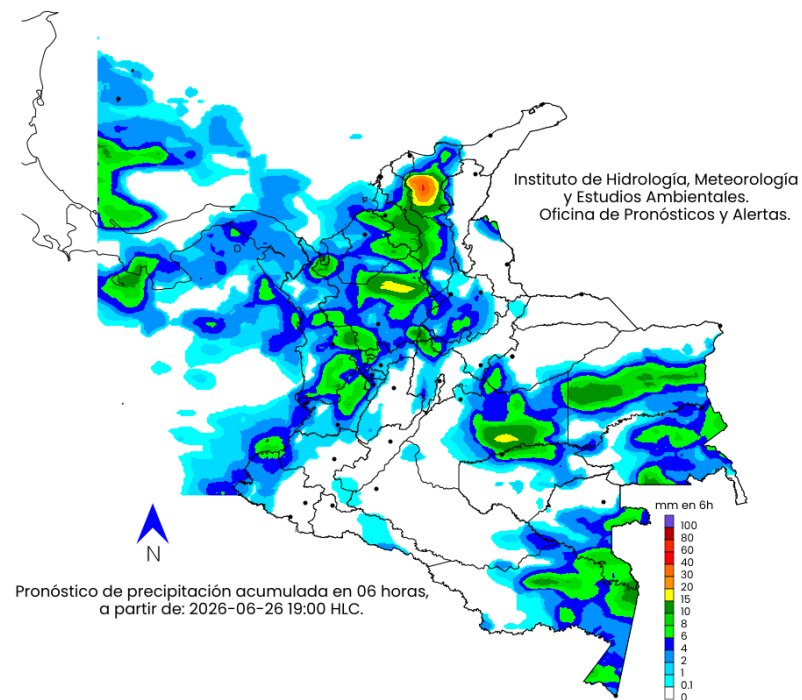 Instituto de Hidrología, Meteorología
y Estudios Ambientales.
Oficina de Pronósticos y Alertas.
mm en 6h
100
80
60
40
30
20
15
10
8
6
4
2
1
0.1
0
N
Pronóstico de precipitación acumulada en 06 horas,
a partir de: 2026-06-26 19:00 HLC.